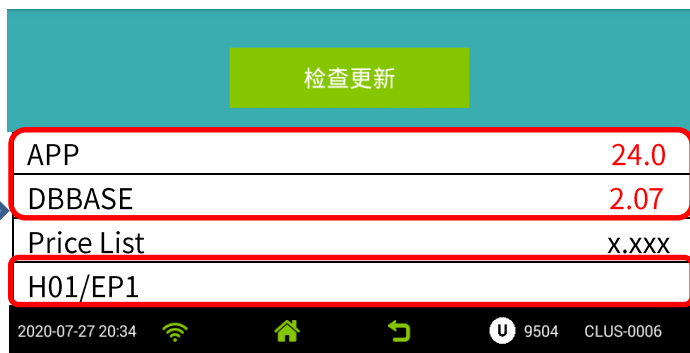 检查更新
APP 24.0
DBBASE 2.07
Price List x.xxx
H01/EP1
2020-07-27 20:34 U 9504 CLUS-0006